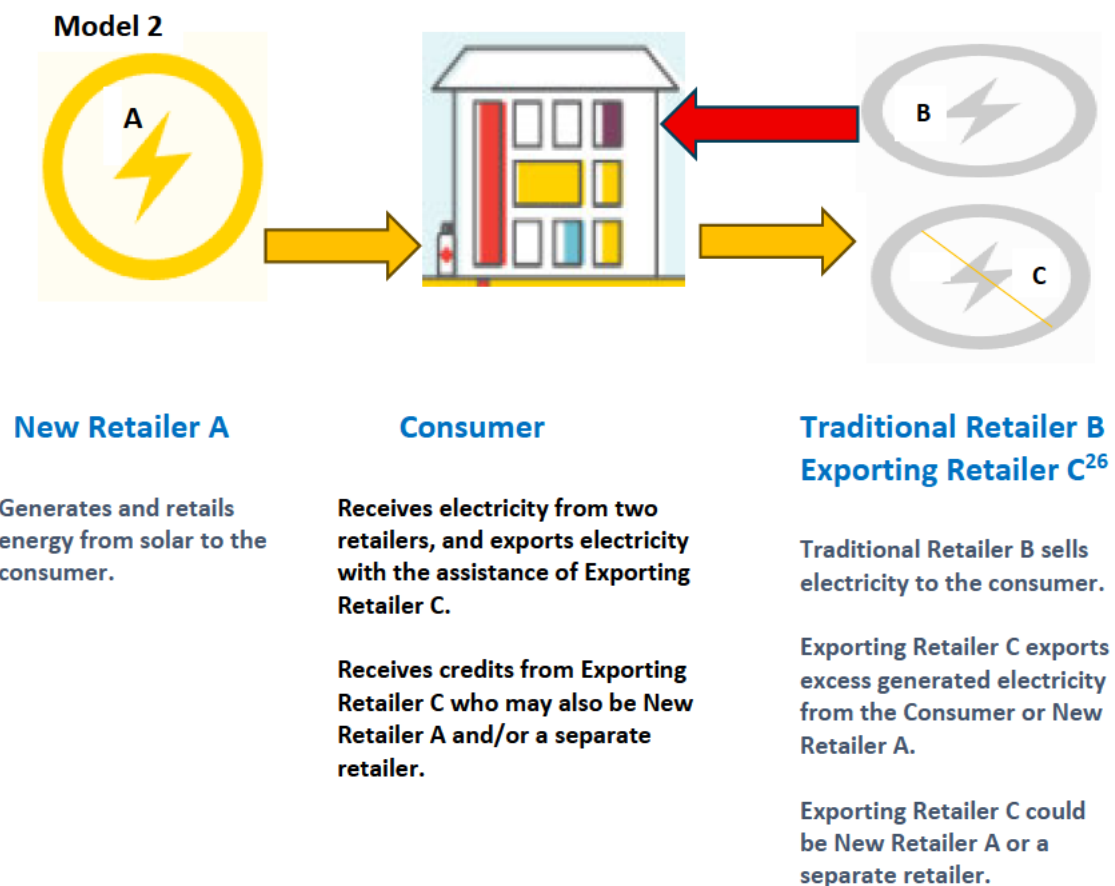 Model 2
A
B
C
New Retailer A
Generates and retails
energy from solar to the
consumer.
Consumer
Receives electricity from two
retailers, and exports electricity
with the assistance of Exporting
Retailer C.
Receives credits from Exporting
Retailer C who may also be New
Retailer A and/or a separate
retailer.
Traditional Retailer B
Exporting Retailer C26
Traditional Retailer B sells
electricity to the consumer.
Exporting Retailer C exports
excess generated electricity
from the Consumer or New
Retailer A.
Exporting Retailer C could
be New Retailer A or a
separate retailer.